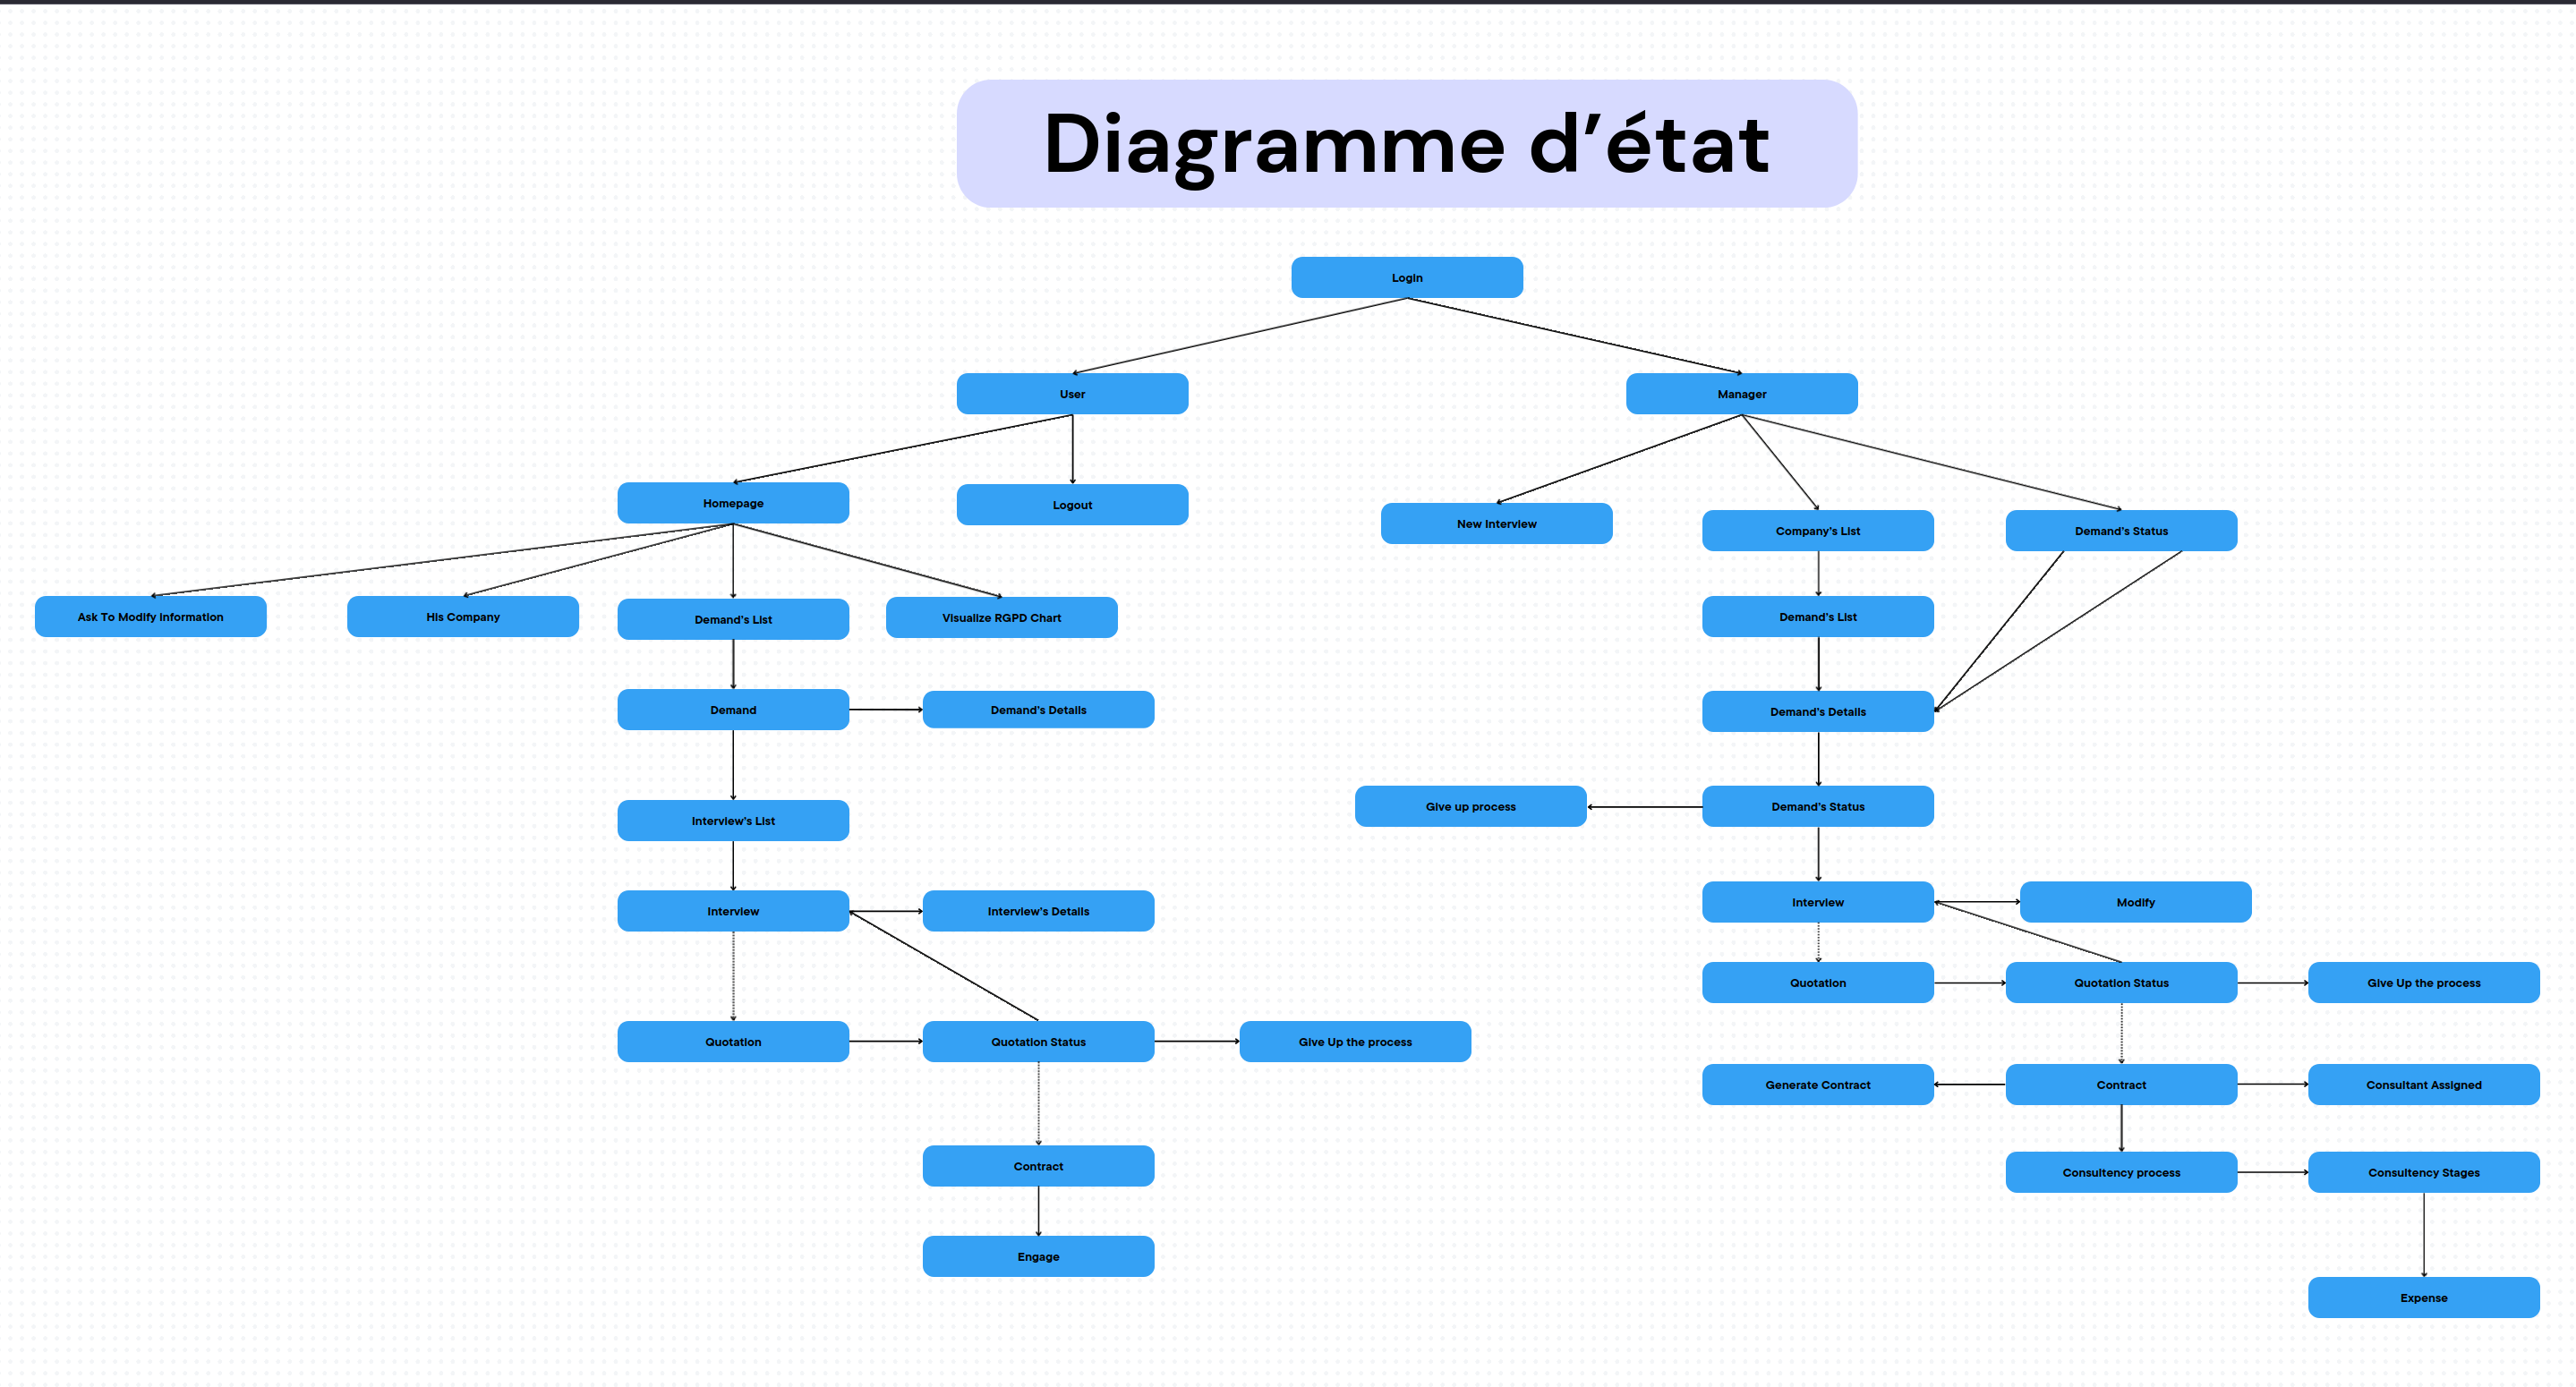 Diagramme d’état
Login
User
Manager
Homepage
Logout
New Interview
Company's List
Demand's Status
Ask To Modify Information
His Company
Demand's List
Visualize RGPD Chart
Demand's List
Demand
Demand's Details
Demand's Details
Give up process
Demand's Status
Interview's List
Interview
Interview's Details
Interview
Modify
Quotation
Quotation Status
Give Up the process
Quotation
Quotation Status
Give Up the process
Generate Contract
Contract
Consultant Assigned
Contract
Consultency process
Consultency Stages
Engage
Expense